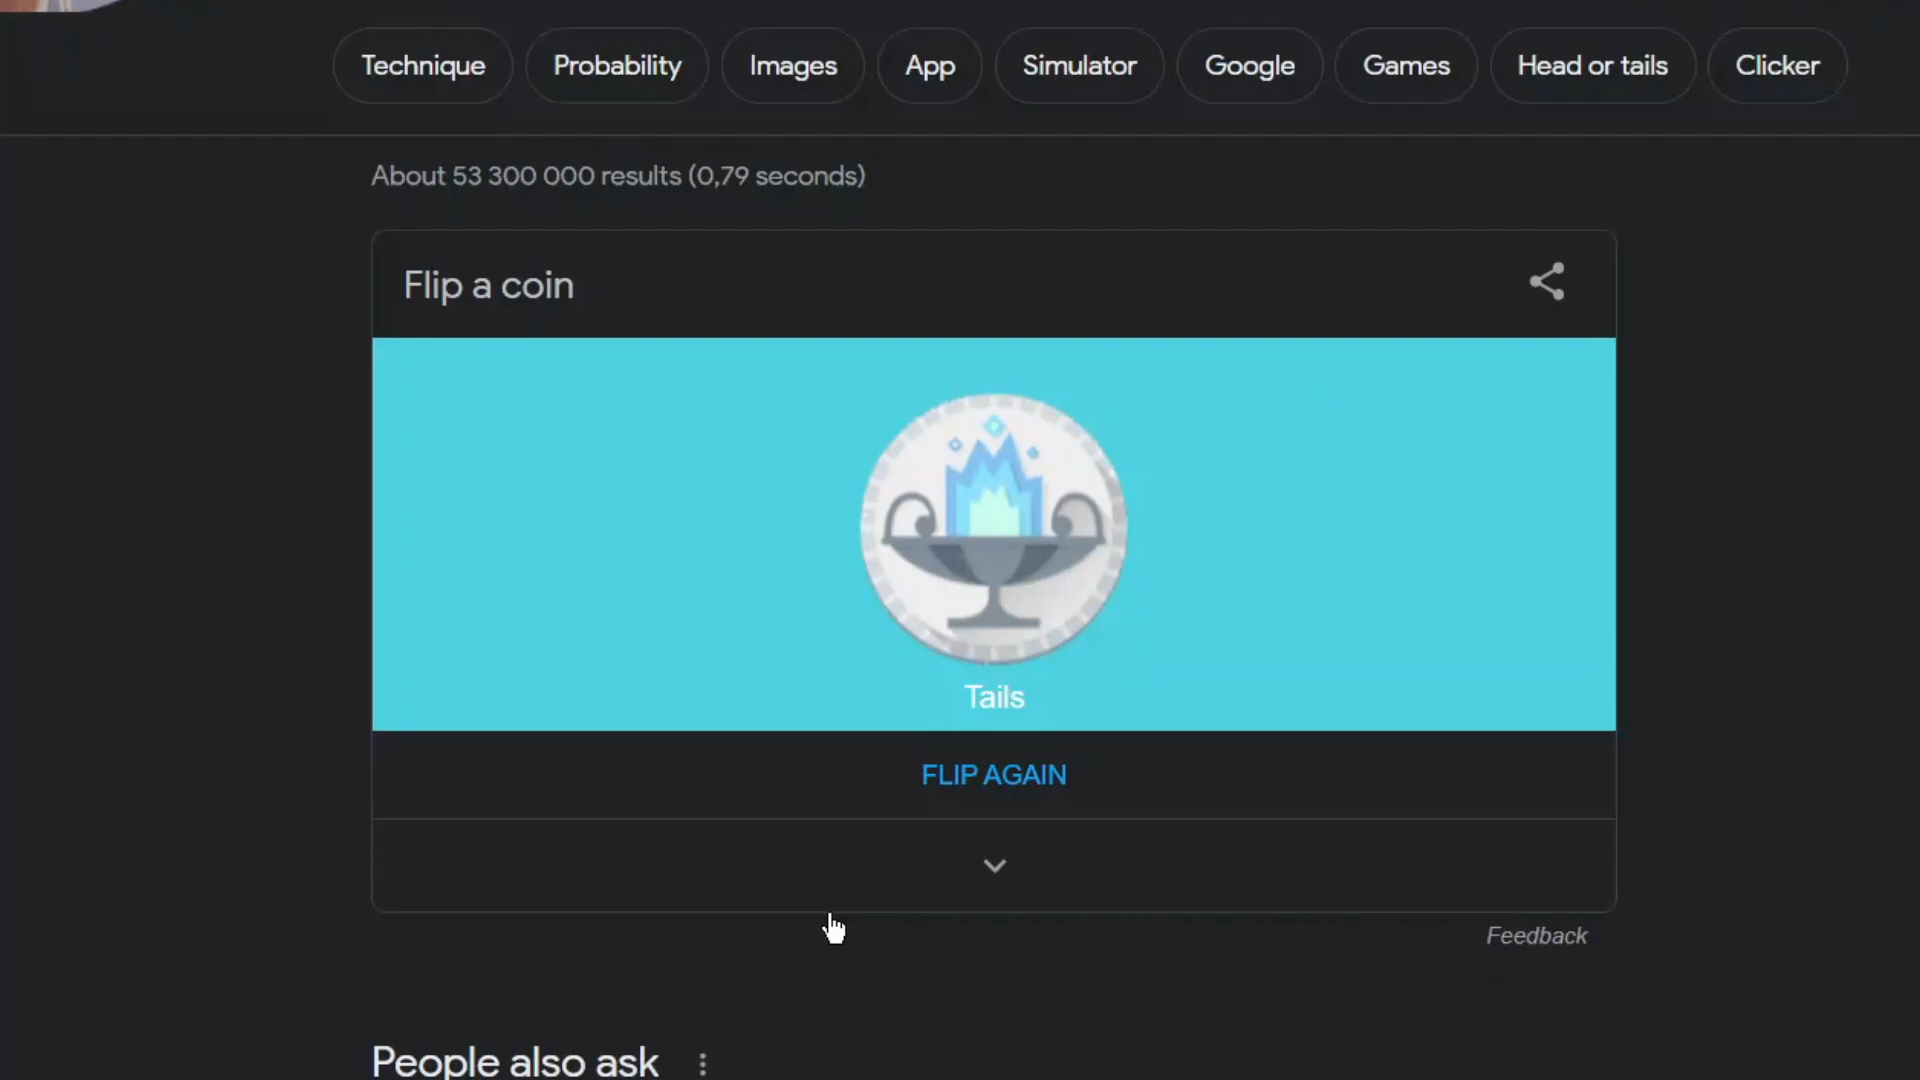 Technique Probability Images App Simulator Google Games Head or tails Clicker
About 53 300 000 results (0,79 seconds)
Flip a coin
Tails
FLIP AGAIN
Feedback
People also ask